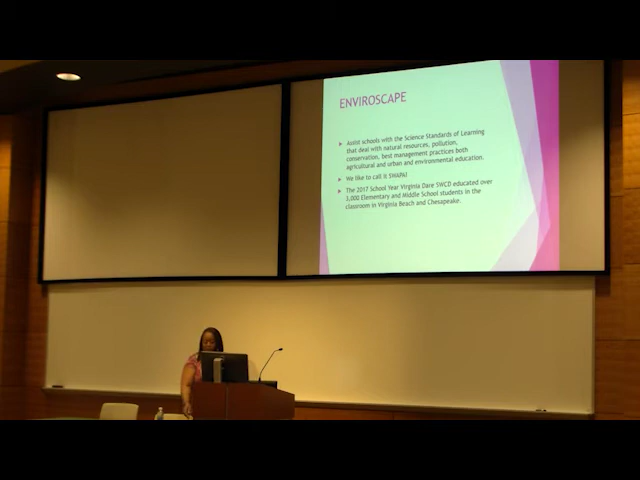 ENVIROSCAPE
Assist schools with the Science Standards of Learning
that deal with natural resources, pollution,
conservation, best management practices both
agricultural and urban and environmental education.
We like to call it SWAPA!
The 2017 School Year Virginia Dare SWCD educated over
3,000 Elementary and Middle School students in the
classroom in Virginia Beach and Chesapeake.